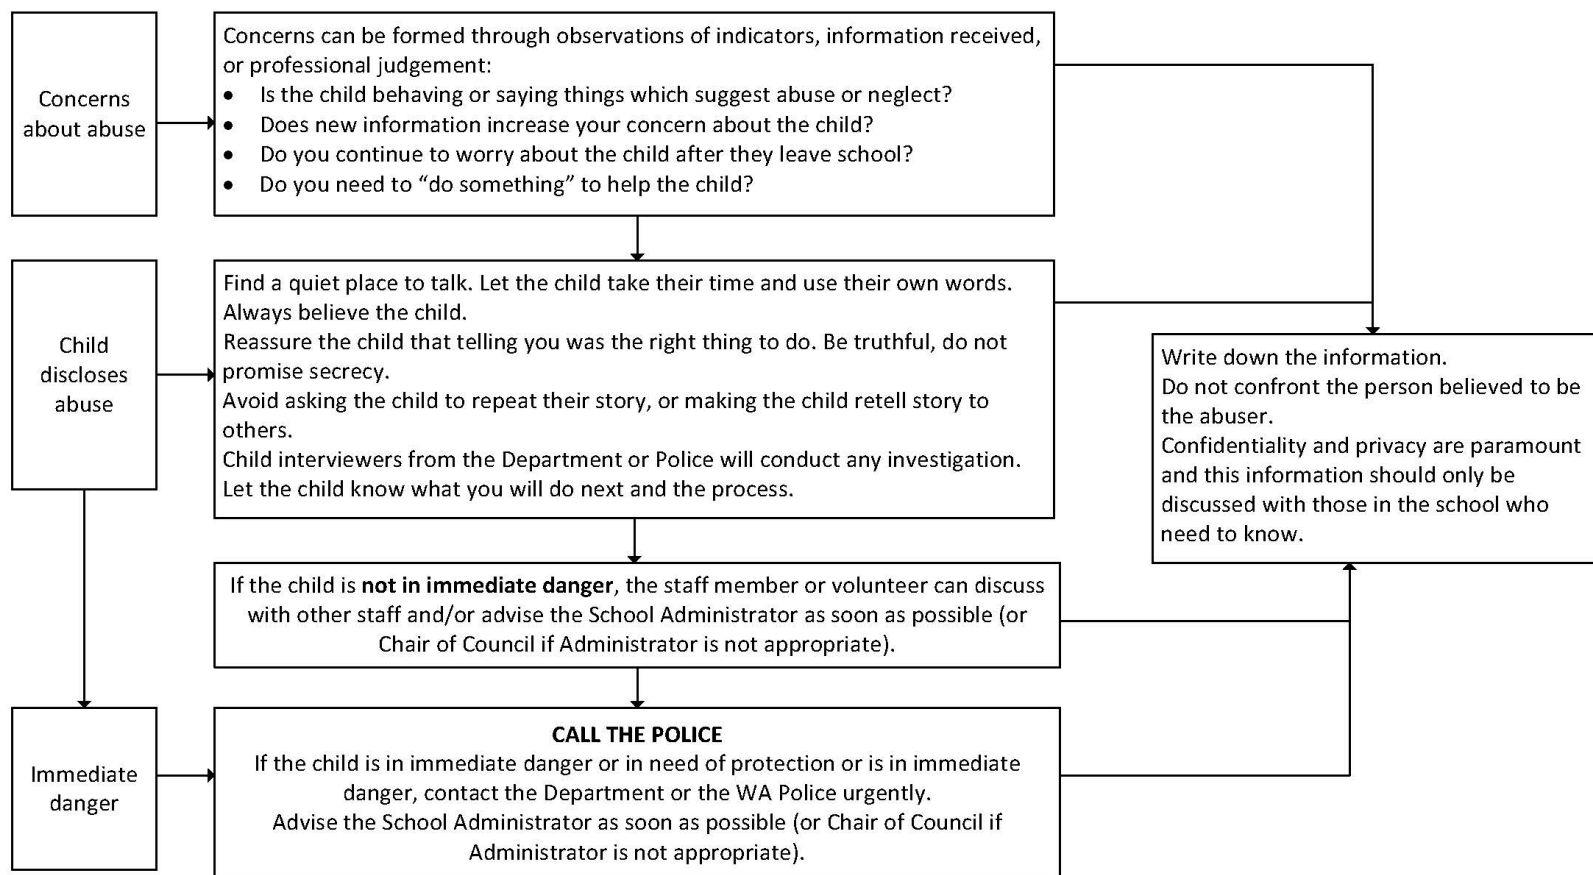 Concerns
about abuse
Concerns can be formed through observations of indicators, information received,
or professional judgement:
• Is the child behaving or saying things which suggest abuse or neglect?
• Does new information increase your concern about the child?
• Do you continue to worry about the child after they leave school?
• Do you need to “do something” to help the child?
Child
discloses
abuse
Find a quiet place to talk. Let the child take their time and use their own words.
Always believe the child.
Reassure the child that telling you was the right thing to do. Be truthful, do not
promise secrecy.
Avoid asking the child to repeat their story, or making the child retell story to
others.
Child interviewers from the Department or Police will conduct any investigation.
Let the child know what you will do next and the process.
Write down the information.
Do not confront the person believed to be
the abuser.
Confidentiality and privacy are paramount
and this information should only be
discussed with those in the school who
need to know.
If the child is not in immediate danger, the staff member or volunteer can discuss
with other staff and/or advise the School Administrator as soon as possible (or
Chair of Council if Administrator is not appropriate).
Immediate
danger
CALL THE POLICE
If the child is in immediate danger or in need of protection or is in immediate
danger, contact the Department or the WA Police urgently.
Advise the School Administrator as soon as possible (or Chair of Council if
Administrator is not appropriate).